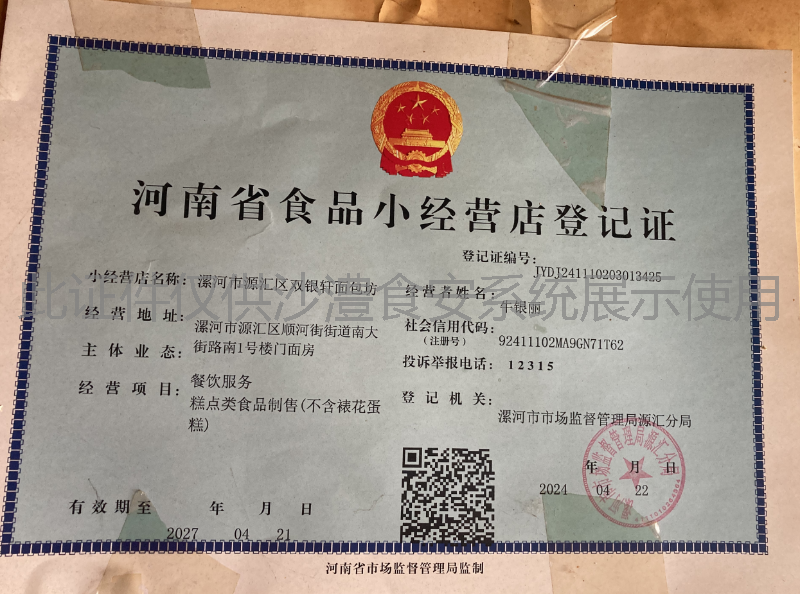 河南省食品小经营店登记证
登记证编号：
JYDJ241110203013425
小经营店名称：漯河市源汇区双银轩面包坊
经营者姓名：牛银丽
经营地址：
漯河市源汇区顺河街街道南大
街路南1号楼门面房
社会信用代码：
（注册号）
92411102MA9GN71T62
主体业态：
餐饮服务
投诉举报电话：12315
经营项目：
糕点类食品制售(不含裱花蛋
糕)
登记机关：
漯河市市场监督管理局源汇分局
年 月 日
2024 04 22
有效期至 年 月 日
2027 04 21
河南省市场监督管理局监制
此证件仅供沙澧食安系统展示使用